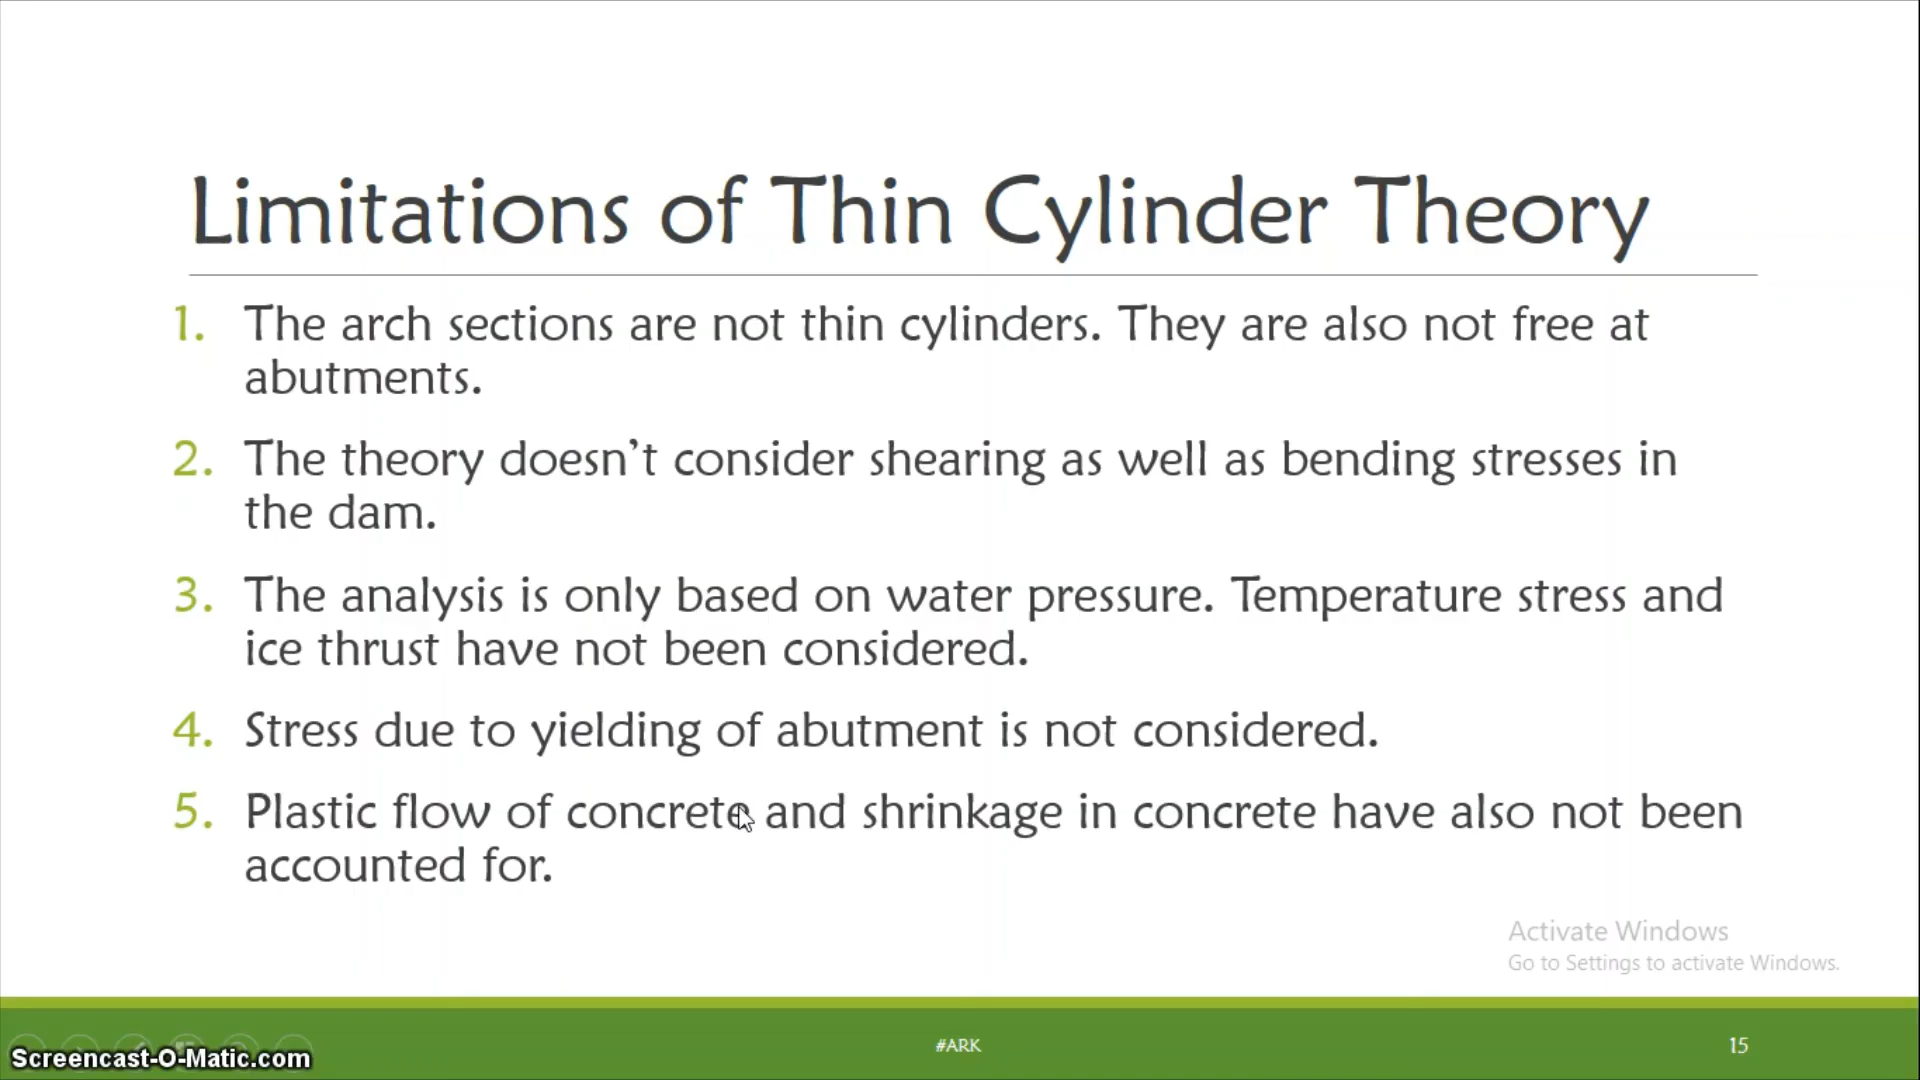 Limitations of Thin Cylinder Theory
1. The arch sections are not thin cylinders. They are also not free at
abutments.
2. The theory doesn’t consider shearing as well as bending stresses in
the dam.
3. The analysis is only based on water pressure. Temperature stress and
ice thrust have not been considered.
4. Stress due to yielding of abutment is not considered.
5. Plastic flow of concrete and shrinkage in concrete have also not been
accounted for.
Activate Windows
Go to Settings to activate Windows.
Screencast-O-Matic.com
#ARK
15